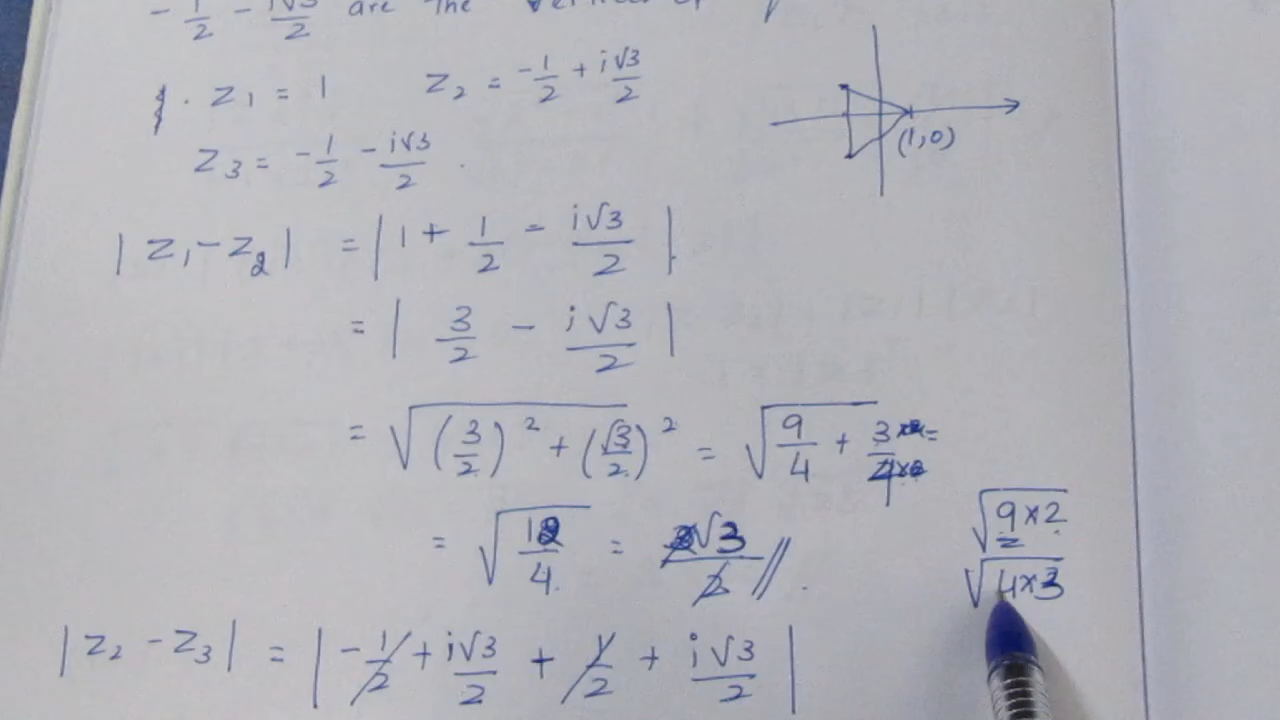 - 1/2 - i√3/2 are the
z₁ = 1 z₂ = -1/2 + i√3/2
(1,0)
z₃ = -1/2 - i√3/2.
|z₁ - z₂| = |1 + 1/2 - i√3/2|
= |3/2 - i√3/2|
= √(3/2)² + (√3/2)² = √9/4 + 3/4 =
= √12/4 = 2√3/2 //.
√9×2
√4×3
|z₂ - z₃| = |-1/2 + i√3/2 + 1/2 + i√3/2|